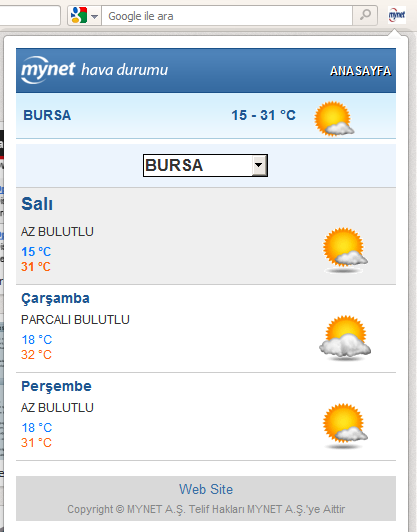 Google ile ara
mynet
mynet hava durumu
ANASAYFA
BURSA
15 - 31 °C
BURSA
Salı
AZ BULUTLU
15 °C
31 °C
Çarşamba
PARCALI BULUTLU
18 °C
32 °C
Perşembe
AZ BULUTLU
18 °C
31 °C
Web Site
Copyright © MYNET A.Ş. Telif Hakları MYNET A.Ş.'ye Aittir